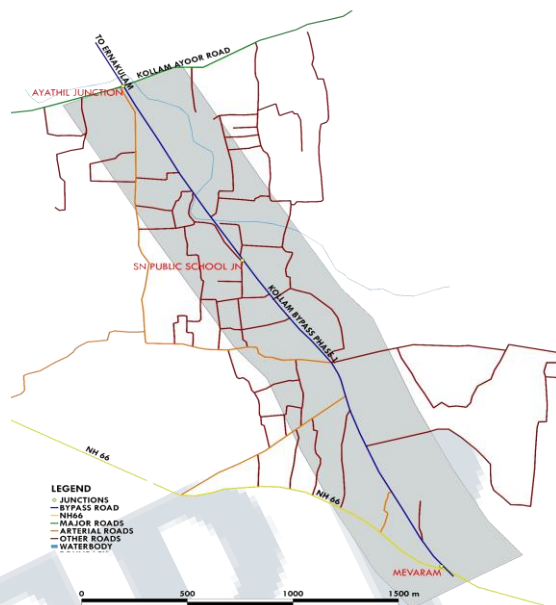 TO ERNAKULAM
KOLLAM AYOOR ROAD
AYATHIL JUNCTION
SN PUBLIC SCHOOL JN
KOLLAM BYPASS PHASE 1
NH 66
NH 66
MEVARAM
LEGEND
JUNCTIONS
BYPASS ROAD
NH66
MAJOR ROADS
ARTERIAL ROADS
OTHER ROADS
WATERBODY
0 500 1000 1500 m